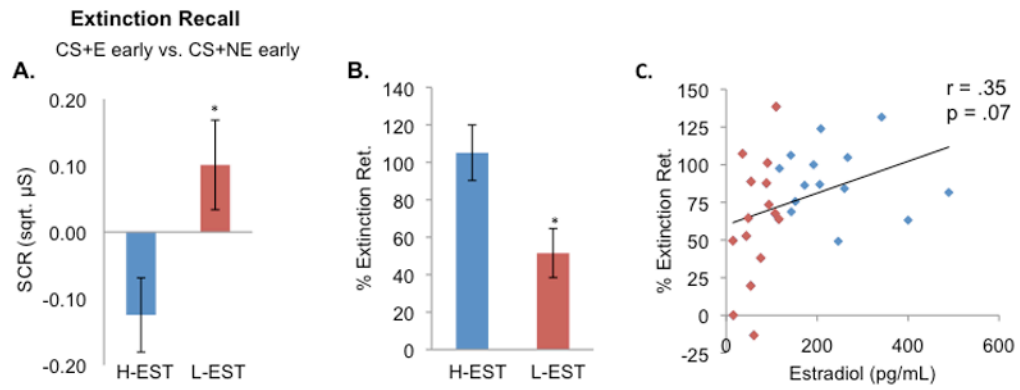 Extinction Recall
CS+E early vs. CS+NE early
A.
0.20
0.10
0.00
-0.10
-0.20
SCR (sqrt. µS)
*
H-EST
L-EST
B.
140
120
100
80
60
40
20
0
% Extinction Ret.
*
H-EST
L-EST
C.
r = .35
p = .07
150
125
100
75
50
25
0
-25
% Extinction Ret.
0
200
400
600
Estradiol (pg/mL)